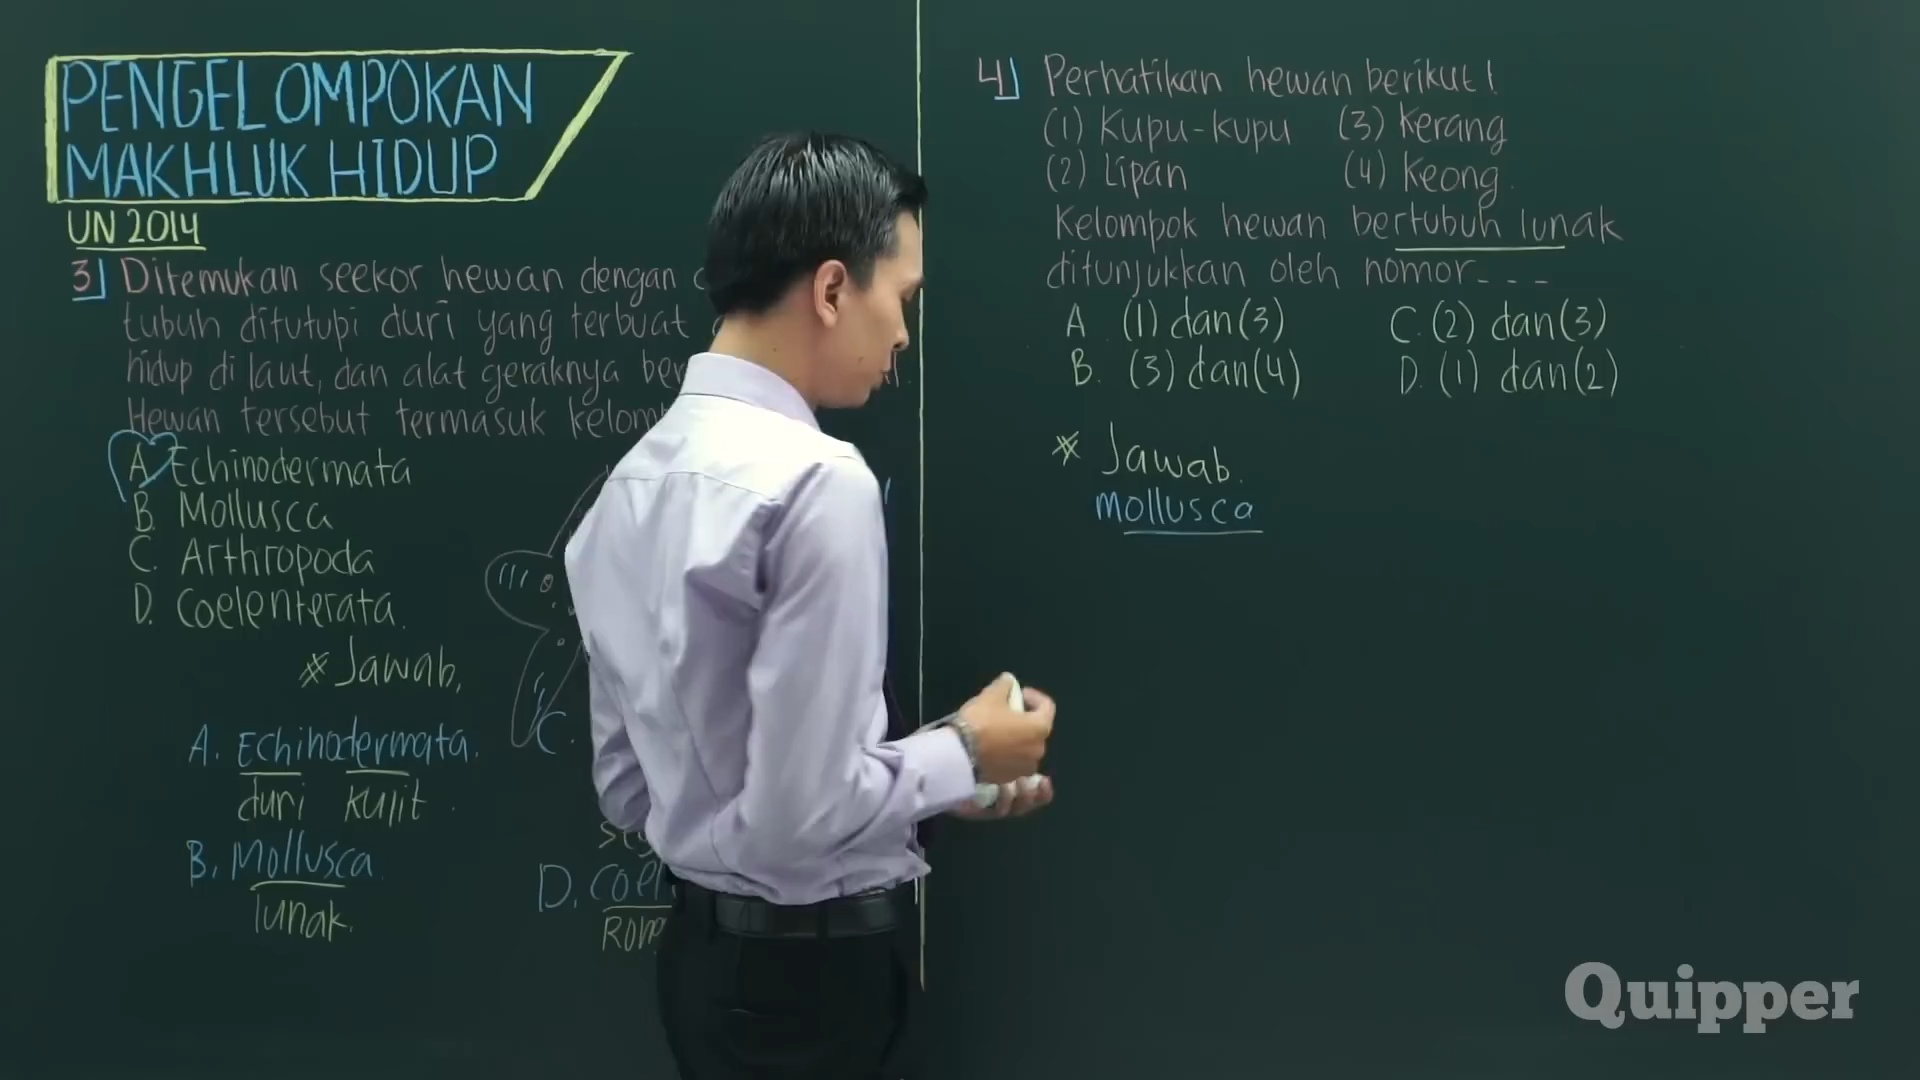 PENGELOMPOKAN
MAKHLUK HIDUP
UN 2014
3] Ditemukan seekor hewan dengan
tubuh ditutupi duri yang terbuat
hidup di laut, dan alat geraknya
Hewan tersebut termasuk
A Echinodermata
B. Mollusca
C. Arthropoda
D. Coelenterata.
* Jawab.
A. Echinodermata.
duri kulit.
B. Mollusca
lunak.
C.
D.
4] Perhatikan hewan berikut!
(1) Kupu-kupu (3) Kerang
(2) Lipan (4) Keong.
Kelompok hewan bertubuh lunak
ditunjukkan oleh nomor---
A. (1) dan (3) C. (2) dan (3)
B. (3) dan (4) D. (1) dan (2)
* Jawab.
Mollusca
Quipper